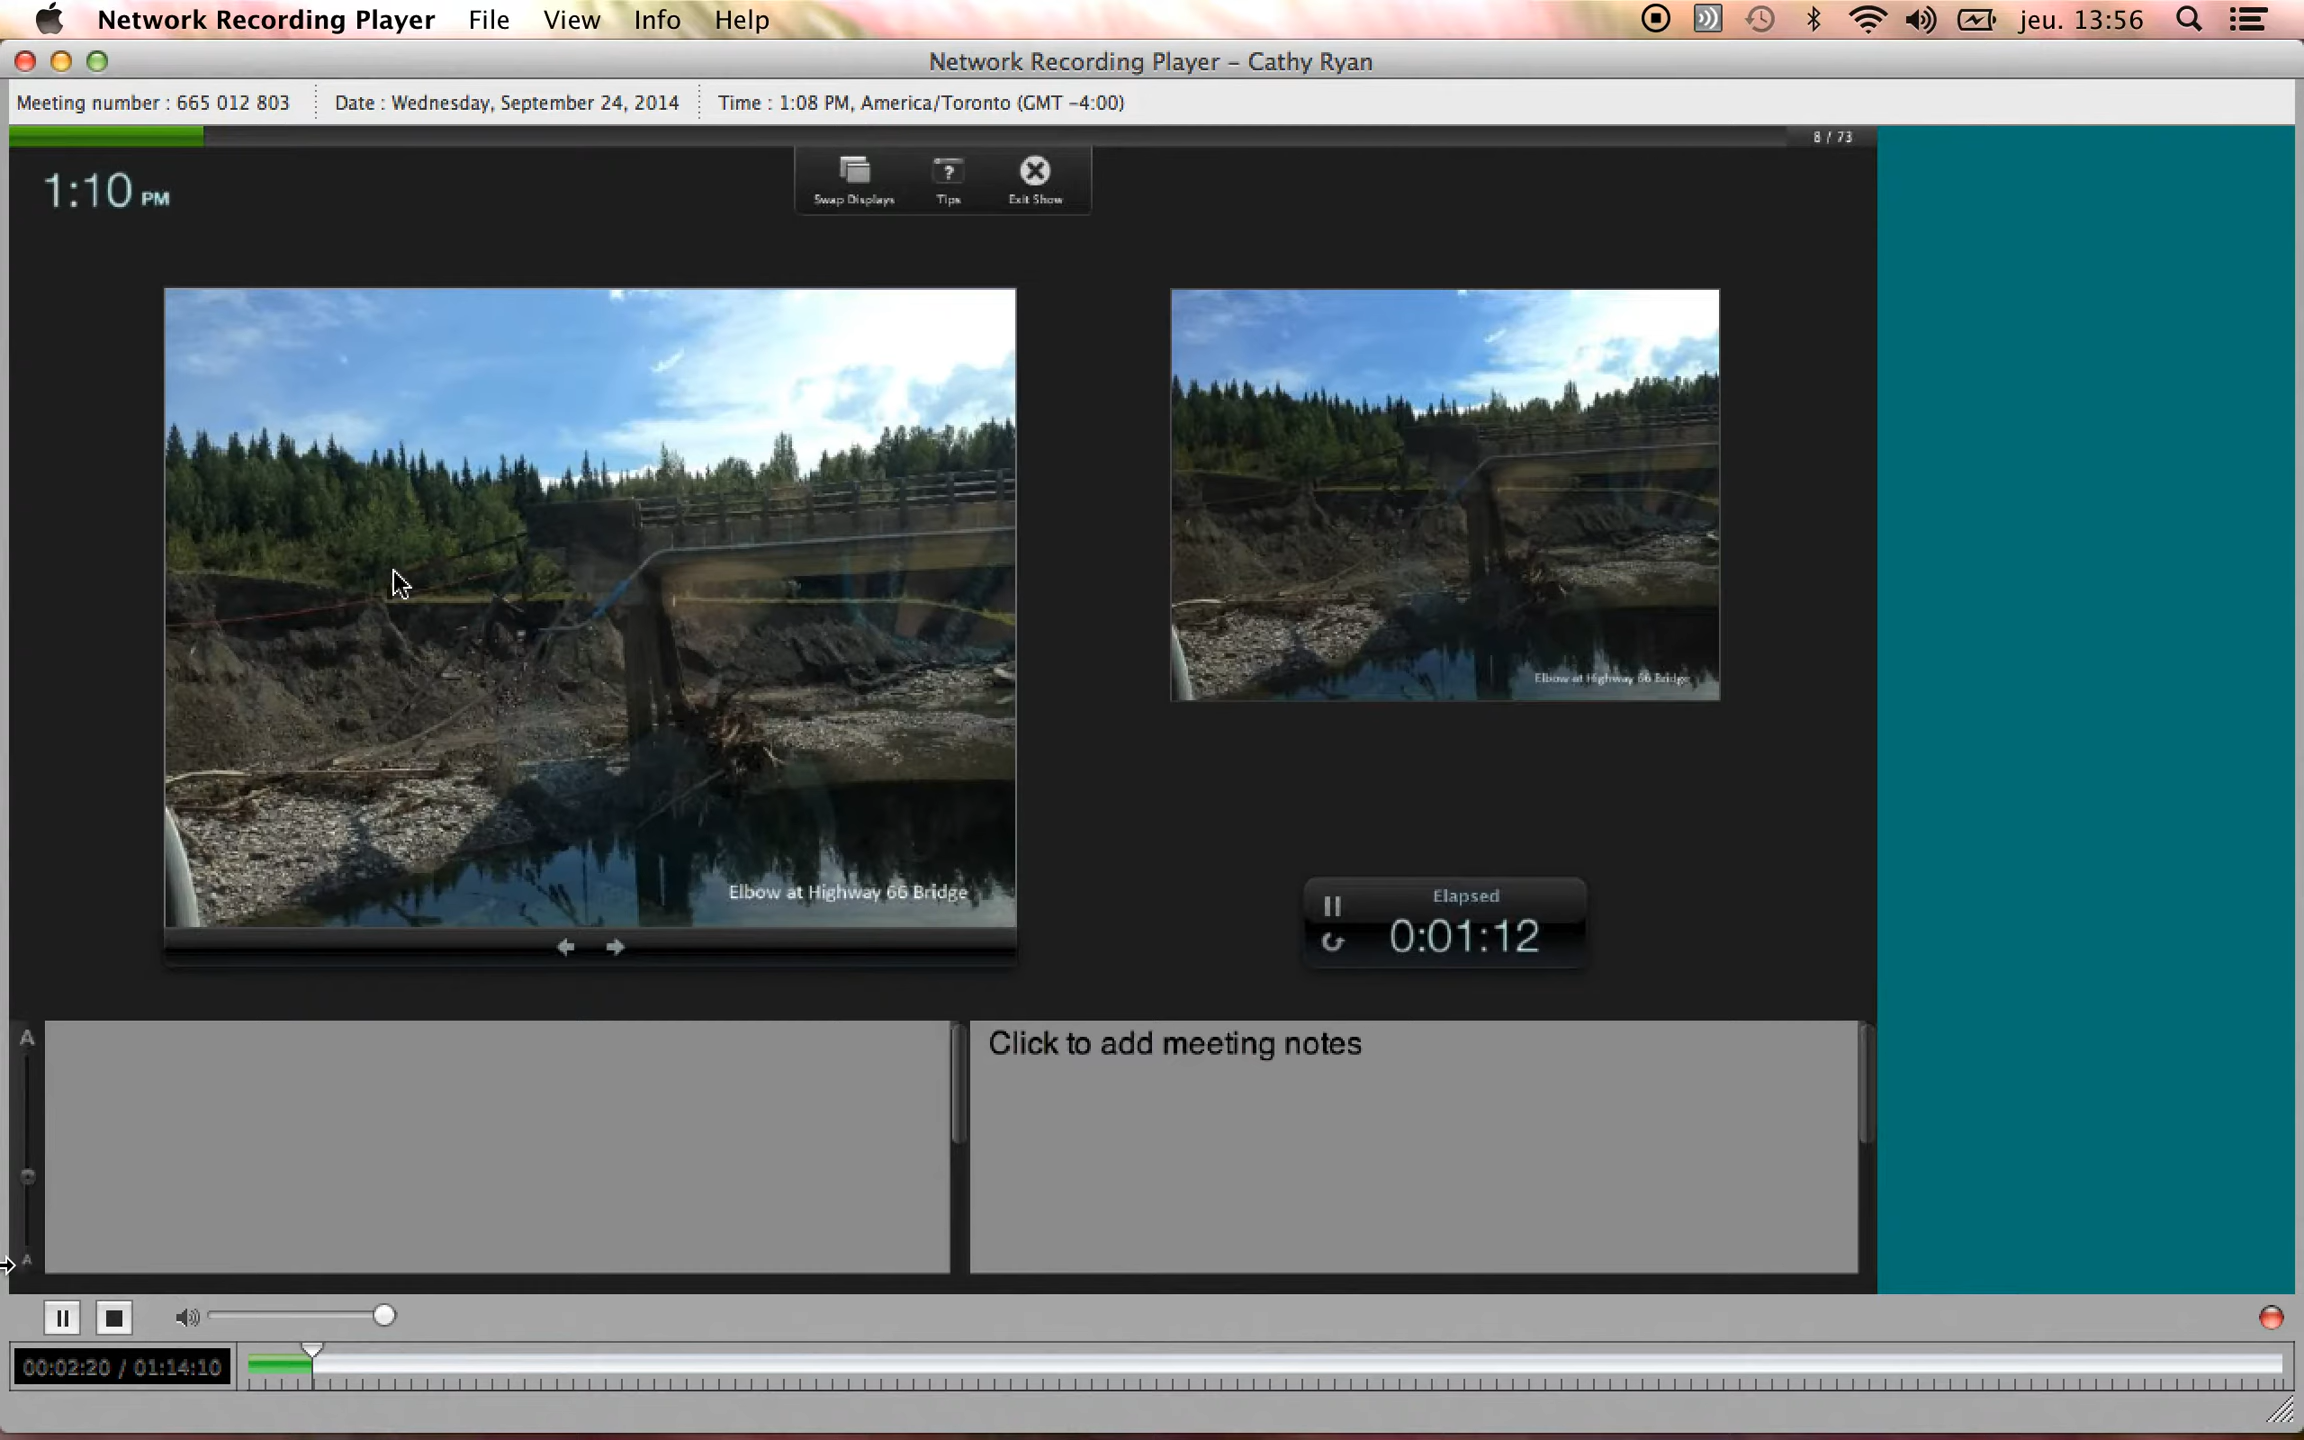 Network Recording Player File View Info Help jeu. 13:56
Network Recording Player – Cathy Ryan
Meeting number : 665 012 803 Date : Wednesday, September 24, 2014 Time : 1:08 PM, America/Toronto (GMT -4:00)
8 / 73
1:10 PM
Swap Displays ? Tips Exit Show
Elbow at Highway 66 Bridge
Elbow at Highway 66 Bridge
Elapsed
0:01:12
A
Click to add meeting notes
A
00:02:20 / 01:14:10